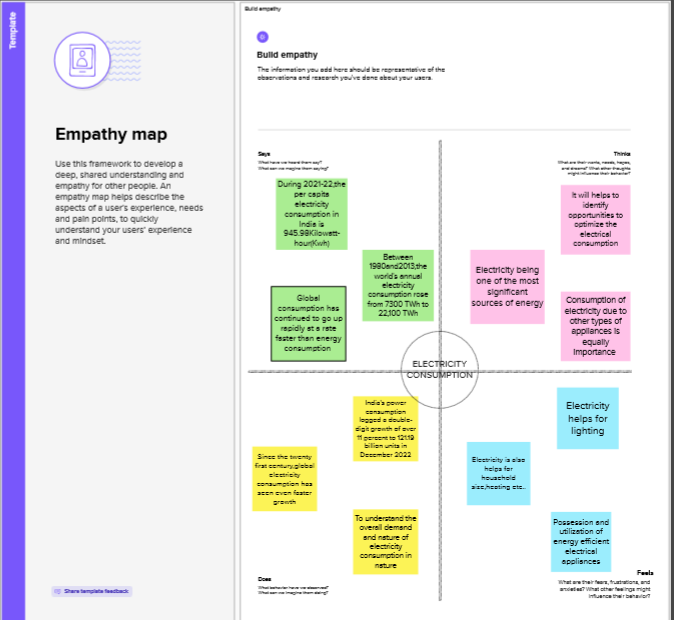 Template
Empathy map
Use this framework to develop a
deep, shared understanding and
empathy for other people. An
empathy map helps describe the
aspects of a user's experience, needs
and pain points, to quickly
understand your users' experience
and mindset.
Share template feedback
Build empathy
Build empathy
The information you add here should be representative of the
observations and research you've done about your users.
Says
What have we heard them say?
What can we imagine them saying?
During 2021-22,the
per capita
electricity
consumption in
India is
945.98Kilowatt-
hour(Kwh)
Between
1980and2013,the
world's annual
electricity
consumption rose
from 7300 TWh to
22,100 TWh
Global
consumption has
continued to go up
rapidly at a rate
faster than energy
consumption
Thinks
What are their wants, needs, hopes,
and dreams? What other thoughts
might influence their behavior?
It will helps to
identify
opportunities to
optimize the
electrical
consumption
Electricity being
one of the most
significant
sources of energy
Consumption of
electricity due to
other types of
appliances is
equally
importance
ELECTRICITY
CONSUMPTION
India's power
consumption
logged a double-
digit growth of over
11 percent to 121.19
billion units in
December 2022
Since the twenty
first century,global
electricity
consumption has
seen even faster
growth
To understand the
overall demand
and nature of
electricity
consumption in
nature
Does
What behavior have we observed?
What can we imagine them doing?
Electricity
helps for
lighting
Electricity is also
helps for
household
size,heating etc..
Possession and
utilization of
energy efficient
electrical
appliances
Feels
What are their fears, frustrations, and
anxieties? What other feelings might
influence their behavior?